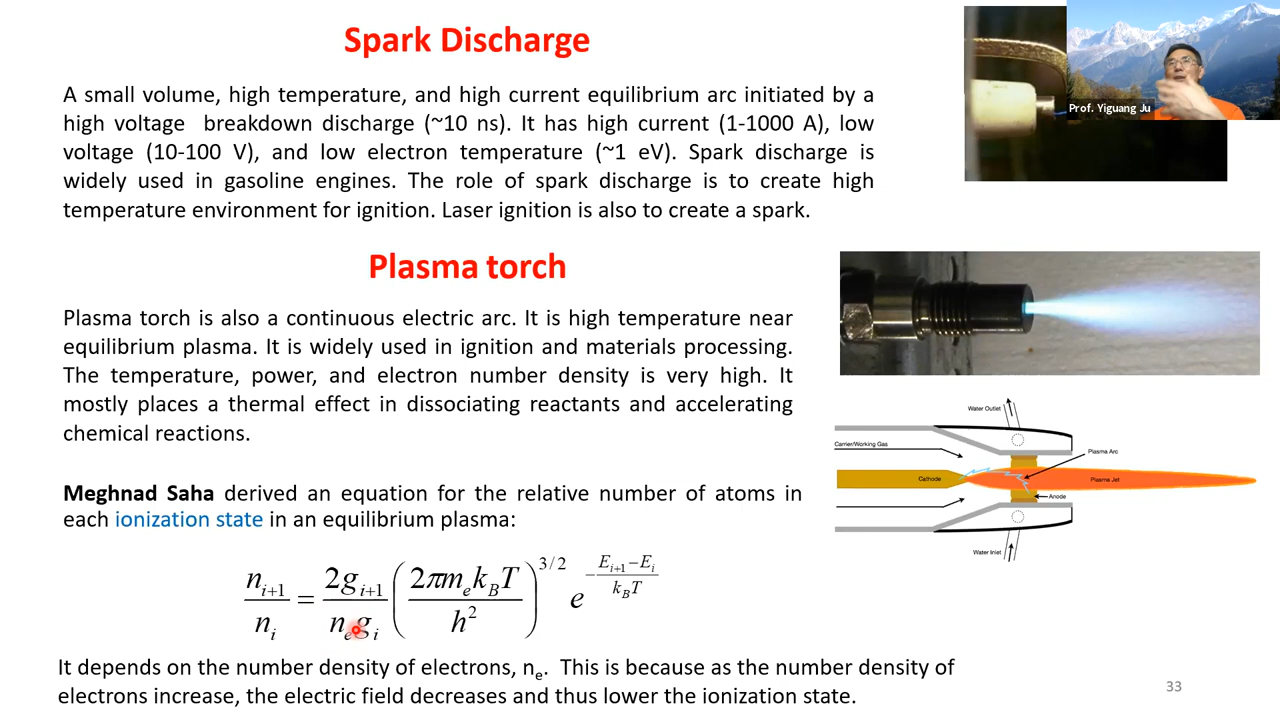 Spark Discharge
A small volume, high temperature, and high current equilibrium arc initiated by a
high voltage breakdown discharge (~10 ns). It has high current (1-1000 A), low
voltage (10-100 V), and low electron temperature (~1 eV). Spark discharge is
widely used in gasoline engines. The role of spark discharge is to create high
temperature environment for ignition. Laser ignition is also to create a spark.
Prof. Yiguang Ju
Plasma torch
Plasma torch is also a continuous electric arc. It is high temperature near
equilibrium plasma. It is widely used in ignition and materials processing.
The temperature, power, and electron number density is very high. It
mostly places a thermal effect in dissociating reactants and accelerating
chemical reactions.
Water Outlet
Carrier/Working Gas
Plasma Arc
Cathode
Plasma Jet
Anode
Water Inlet
Meghnad Saha derived an equation for the relative number of atoms in
each ionization state in an equilibrium plasma:
n_{i+1}/n_i = 2g_{i+1}/(n_e g_i) (2πm_e k_B T/h^2)^{3/2} e^{-(E_{i+1}-E_i)/(k_B T)}
It depends on the number density of electrons, n_e. This is because as the number density of
electrons increase, the electric field decreases and thus lower the ionization state.
33